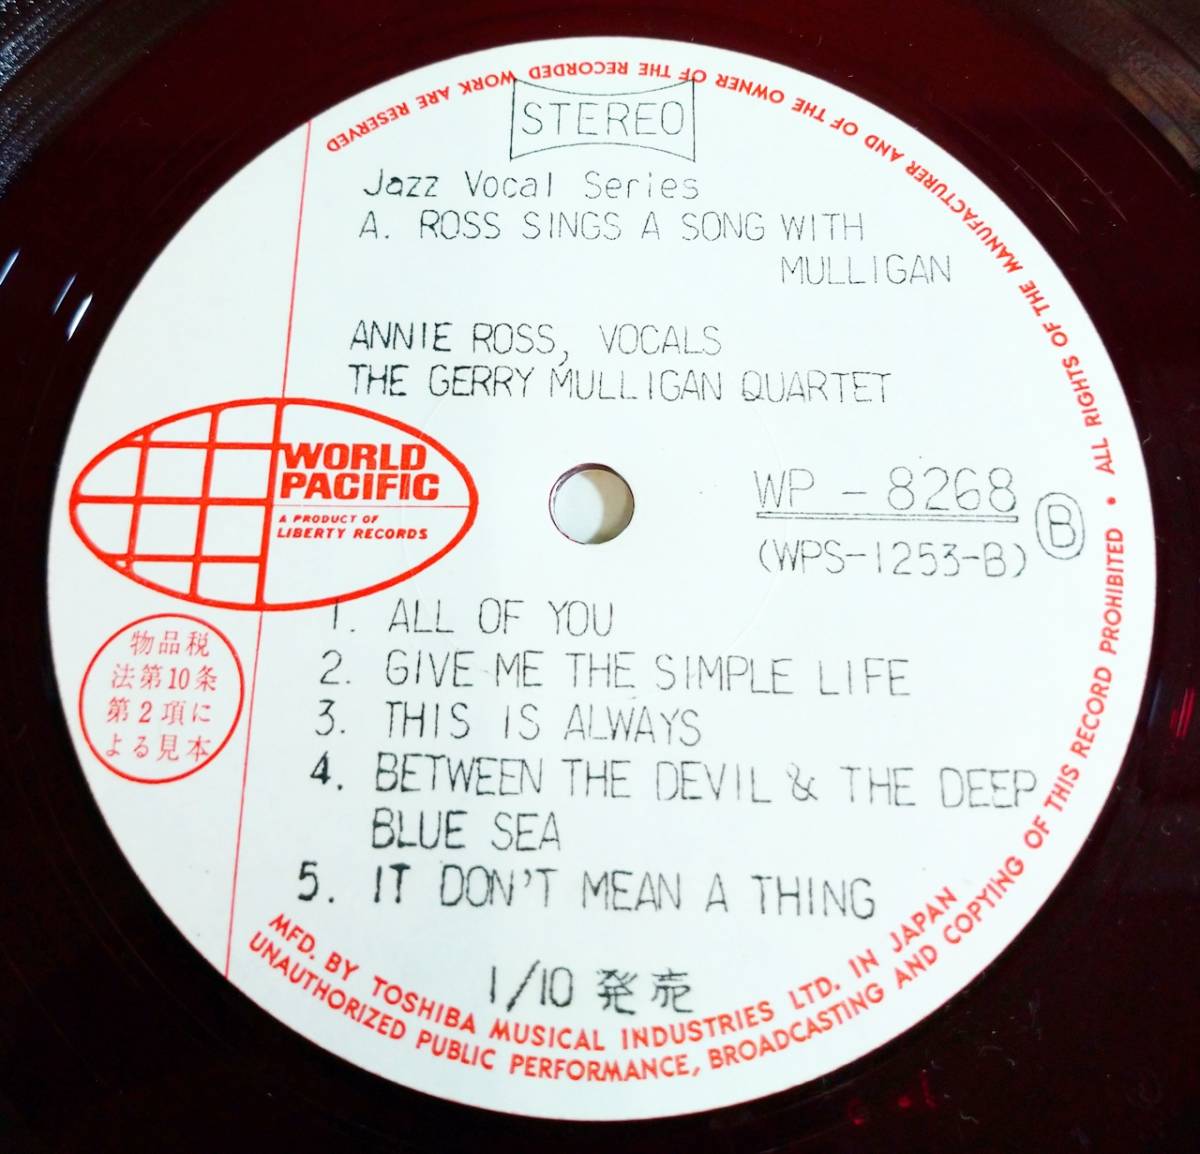 STEREO
Jazz Vocal Series
A. ROSS SINGS A SONG WITH
MULLIGAN
ANNIE ROSS, VOCALS
THE GERRY MULLIGAN QUARTET
WORLD
PACIFIC
A PRODUCT OF
LIBERTY RECORDS
WP-8268
B
(WPS-1253-B)
1. ALL OF YOU
2. GIVE ME THE SIMPLE LIFE
3. THIS IS ALWAYS
4. BETWEEN THE DEVIL & THE DEEP
BLUE SEA
5. IT DON'T MEAN A THING
1/10 発売
物品税
法第10条
第2項に
よる見本
MFD. BY TOSHIBA MUSICAL INDUSTRIES LTD. IN JAPAN
UNAUTHORIZED PUBLIC PERFORMANCE, BROADCASTING AND COPYING OF THIS RECORD PROHIBITED • ALL RIGHTS OF THE MANUFACTURER AND OF THE OWNER OF THE RECORDED WORK ARE RESERVED